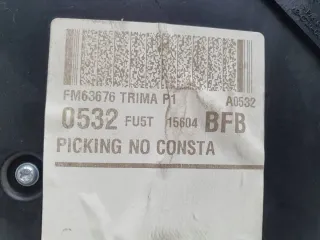 FM63676 TRIMA P1 A0532
0532 FU5T 15604 BFB
PICKING NO CONSTA